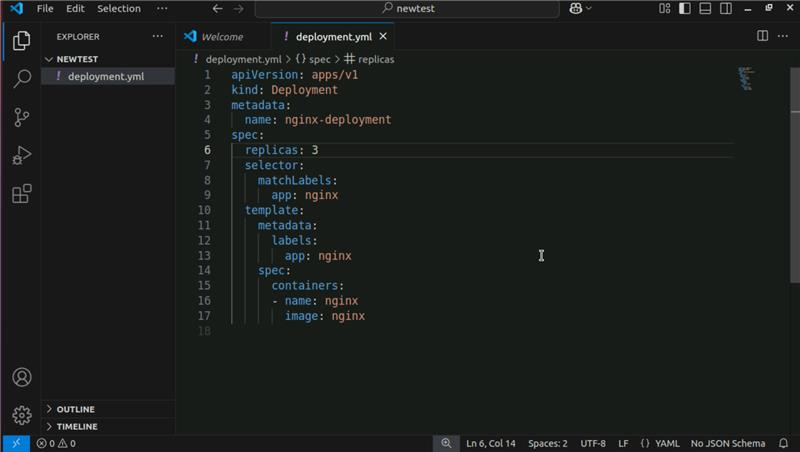 File Edit Selection ··· newtest
EXPLORER ···
Welcome
! deployment.yml
NEWTEST
! deployment.yml
OUTLINE
TIMELINE
! deployment.yml > {} spec > # replicas
1 apiVersion: apps/v1
2 kind: Deployment
3 metadata:
4   name: nginx-deployment
5 spec:
6   replicas: 3
7   selector:
8     matchLabels:
9       app: nginx
10   template:
11     metadata:
12       labels:
13         app: nginx
14     spec:
15       containers:
16       - name: nginx
17         image: nginx
18
0 0 Ln 6, Col 14 Spaces: 2 UTF-8 LF {} YAML No JSON Schema